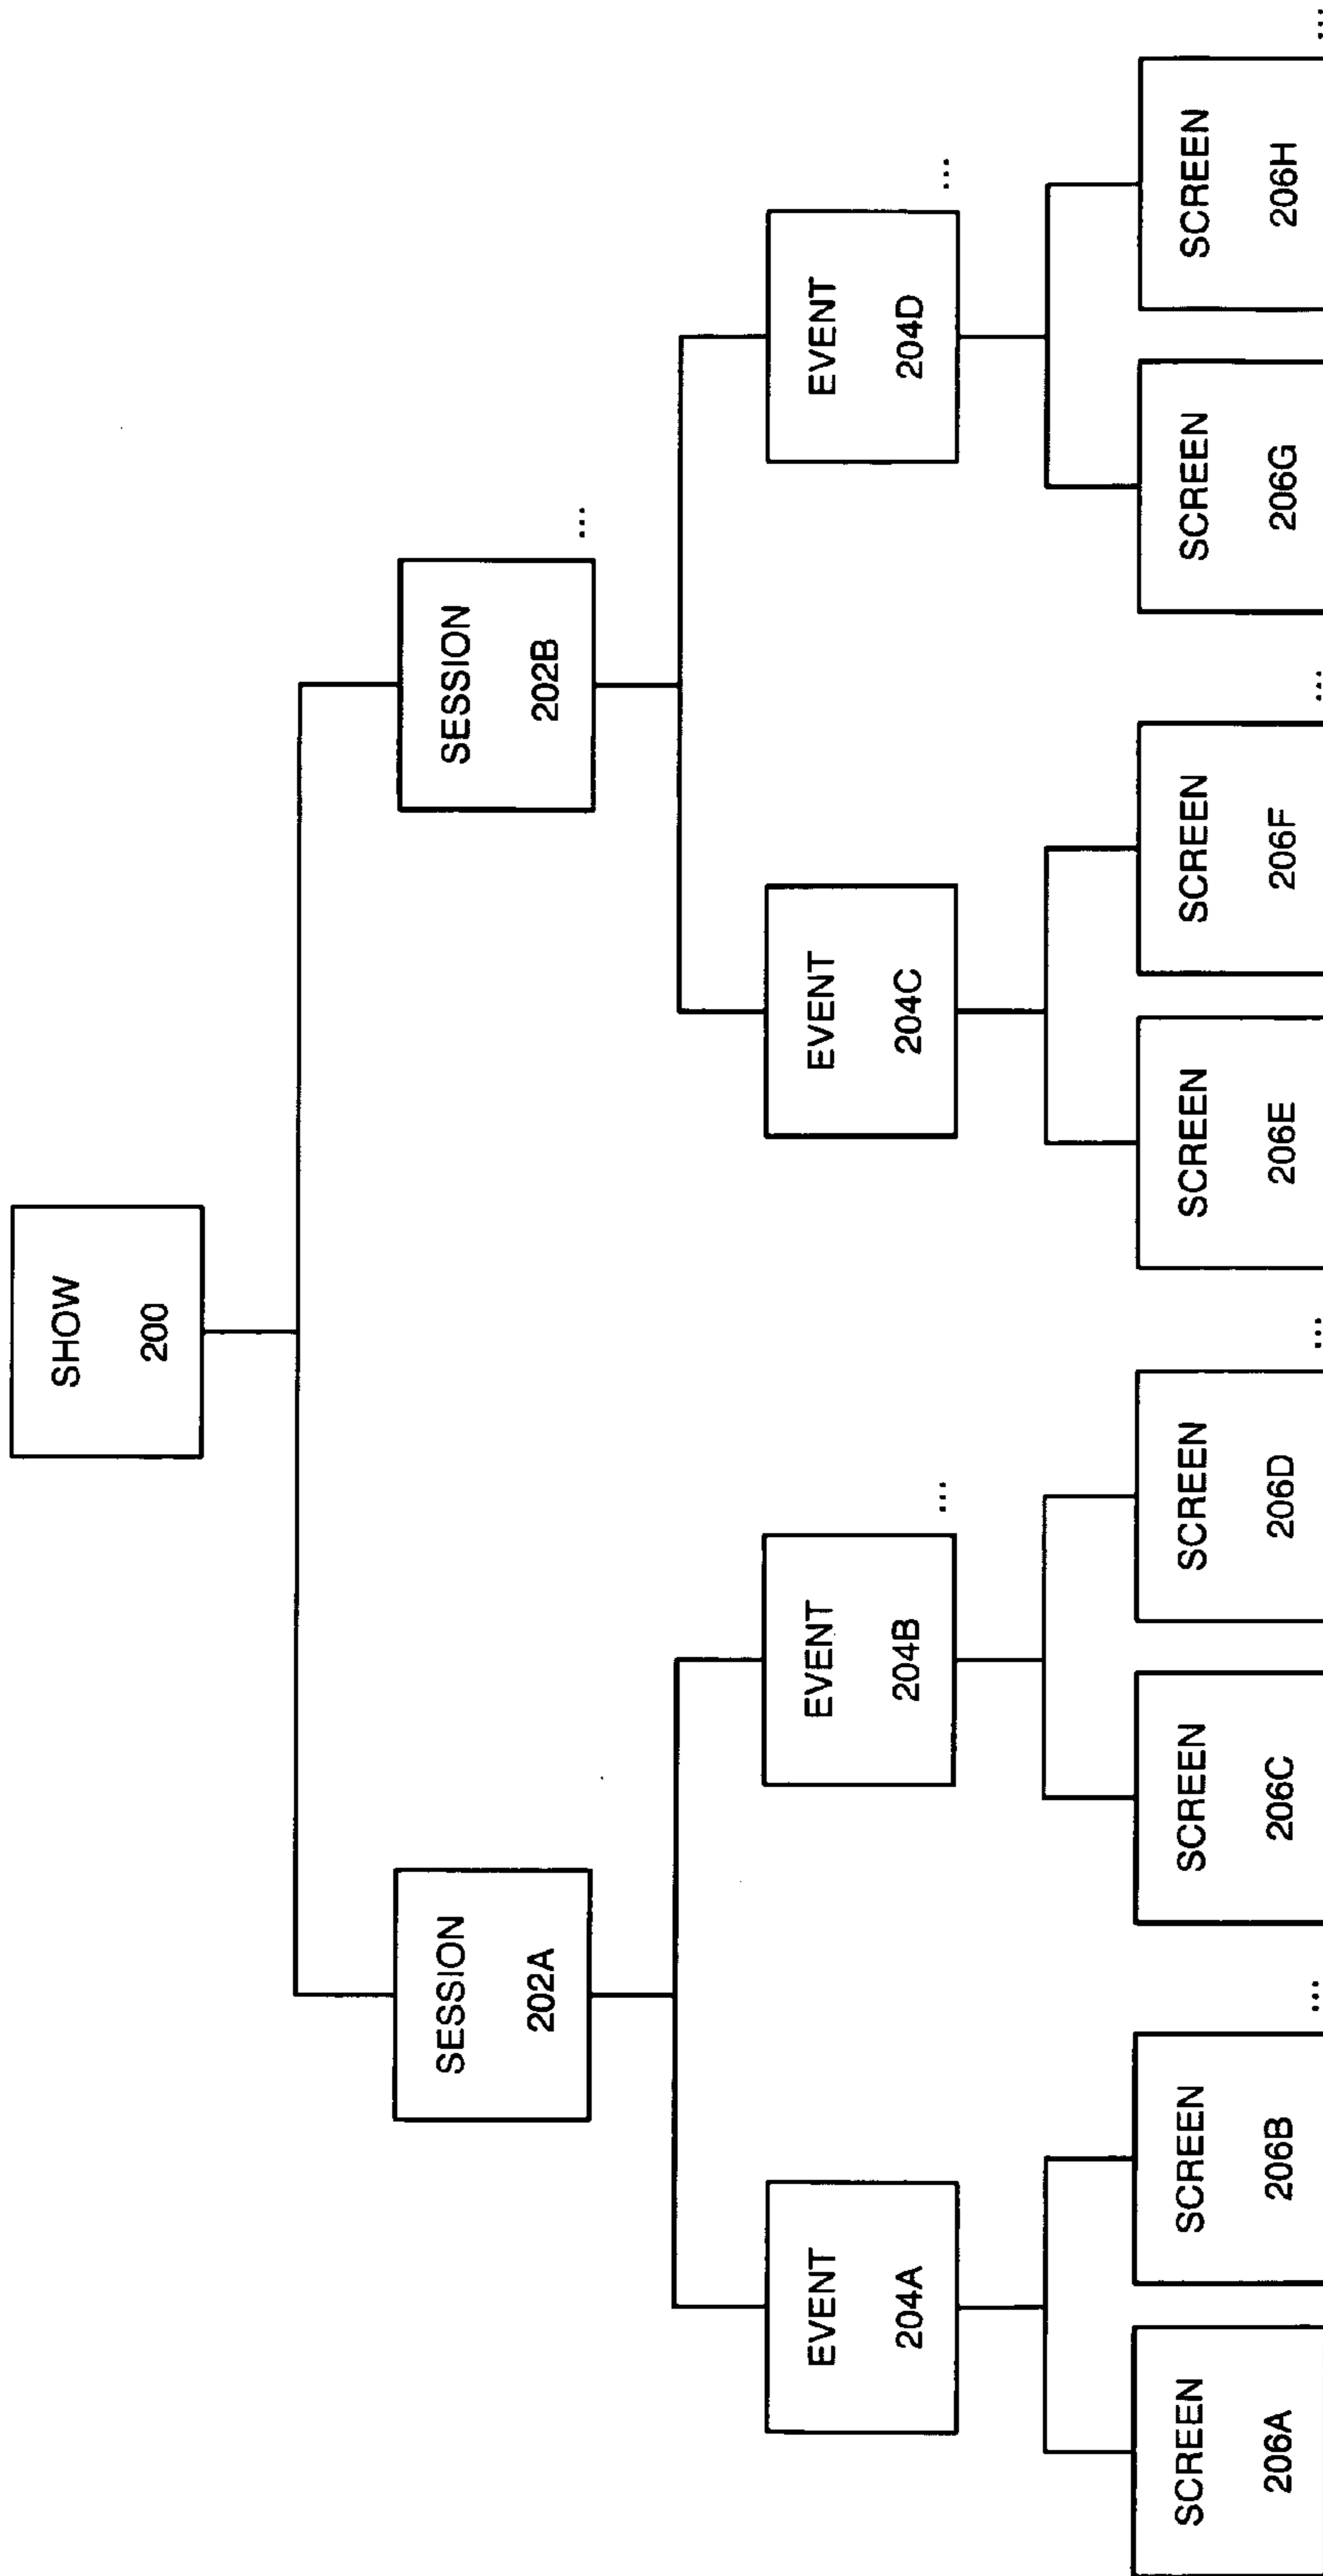 SHOW
200
SESSION
202A
SESSION
202B
...
EVENT
204A
EVENT
204B
...
EVENT
204C
EVENT
204D
...
SCREEN
206A
SCREEN
206B
...
SCREEN
206C
SCREEN
206D
...
SCREEN
206E
SCREEN
206F
...
SCREEN
206G
SCREEN
206H
...